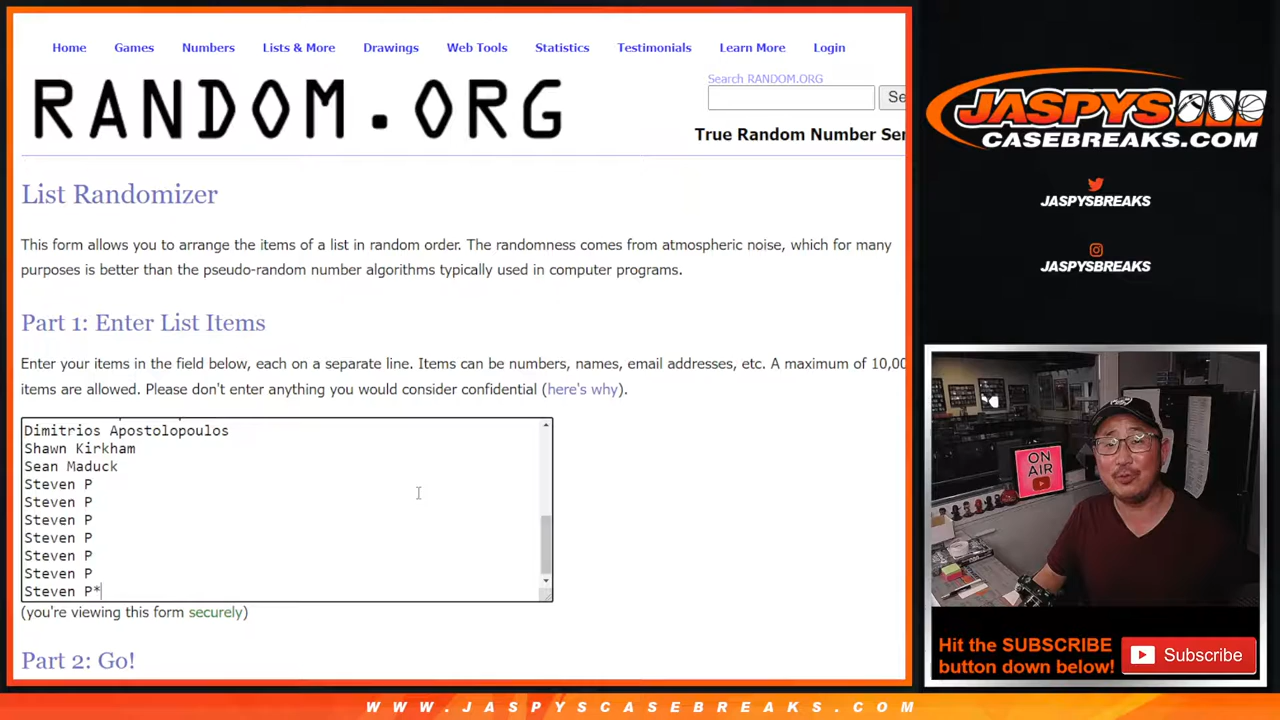 Home Games Numbers Lists & More Drawings Web Tools Statistics Testimonials Learn More Login
RANDOM.ORG
Search RANDOM.ORG
Se
True Random Number Ser
List Randomizer
This form allows you to arrange the items of a list in random order. The randomness comes from atmospheric noise, which for many
purposes is better than the pseudo-random number algorithms typically used in computer programs.
Part 1: Enter List Items
Enter your items in the field below, each on a separate line. Items can be numbers, names, email addresses, etc. A maximum of 10,00
items are allowed. Please don't enter anything you would consider confidential (here's why).
Dimitrios Apostolopoulos
Shawn Kirkham
Sean Maduck
Steven P
Steven P
Steven P
Steven P
Steven P
Steven P
Steven P*
(you're viewing this form securely)
Part 2: Go!
JASPYS
CASEBREAKS.COM
JASPYSBREAKS
JASPYSBREAKS
ON
AIR
Hit the SUBSCRIBE
button down below!
Subscribe
WWW.JASPYSCASEBREAKS.COM